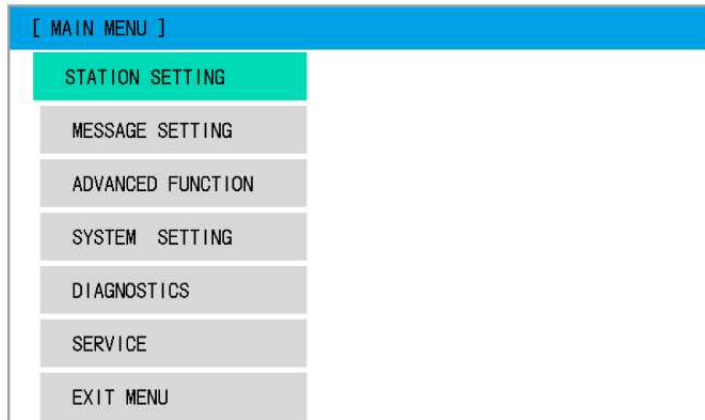 [ MAIN MENU ]
STATION SETTING
MESSAGE SETTING
ADVANCED FUNCTION
SYSTEM  SETTING
DIAGNOSTICS
SERVICE
EXIT MENU